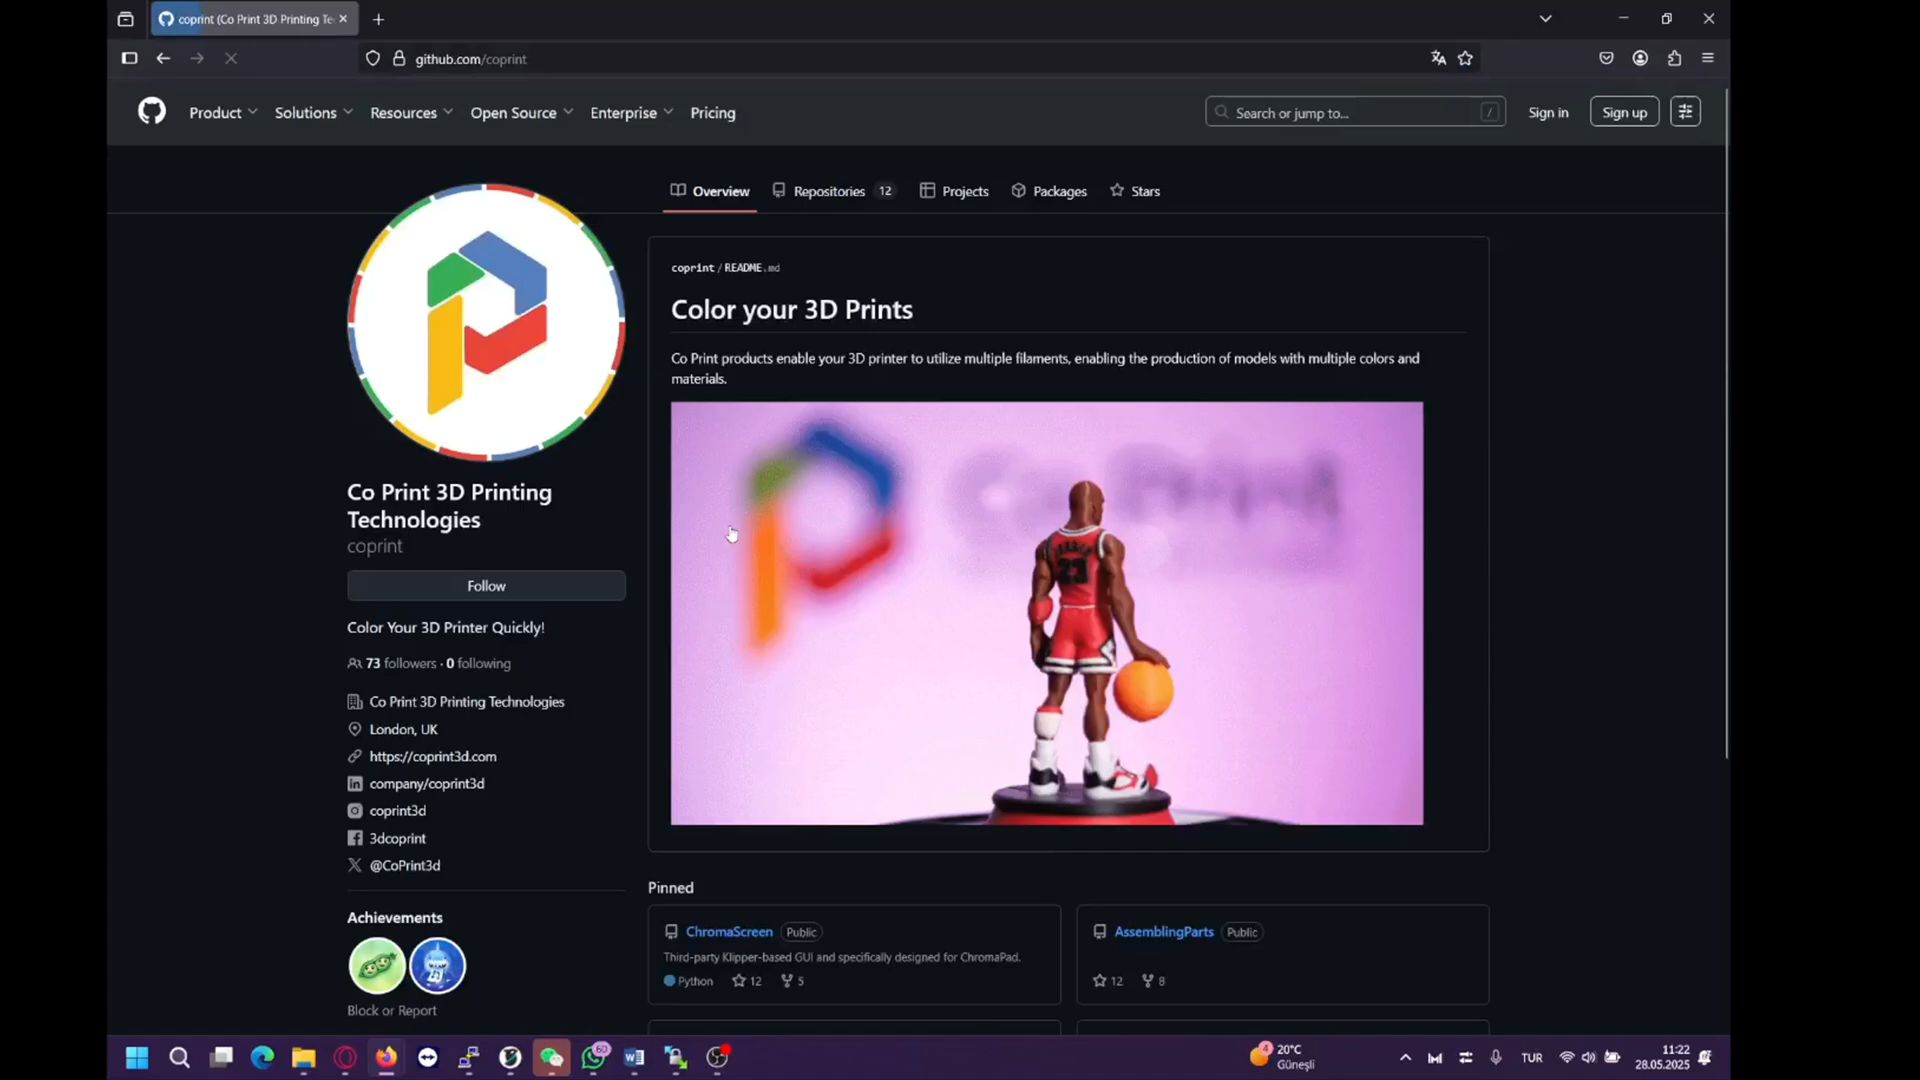 coprint (Co Print 3D Printing Te
github.com/coprint
Product
Solutions
Resources
Open Source
Enterprise
Pricing
Search or jump to...
/
Sign in
Sign up
Overview
Repositories 12
Projects
Packages
Stars
coprint / README.md
Color your 3D Prints
Co Print products enable your 3D printer to utilize multiple filaments, enabling the production of models with multiple colors and
materials.
Co Print
23
Co Print 3D Printing
Technologies
coprint
Follow
Color Your 3D Printer Quickly!
73 followers · 0 following
Co Print 3D Printing Technologies
London, UK
https://coprint3d.com
company/coprint3d
coprint3d
3dcoprint
@CoPrint3d
Achievements
Block or Report
Pinned
ChromaScreen Public
Third-party Klipper-based GUI and specifically designed for ChromaPad.
Python 12 5
AssemblingParts Public
12 8
60
4
20°C
Güneşli
TUR
11:22
28.05.2025